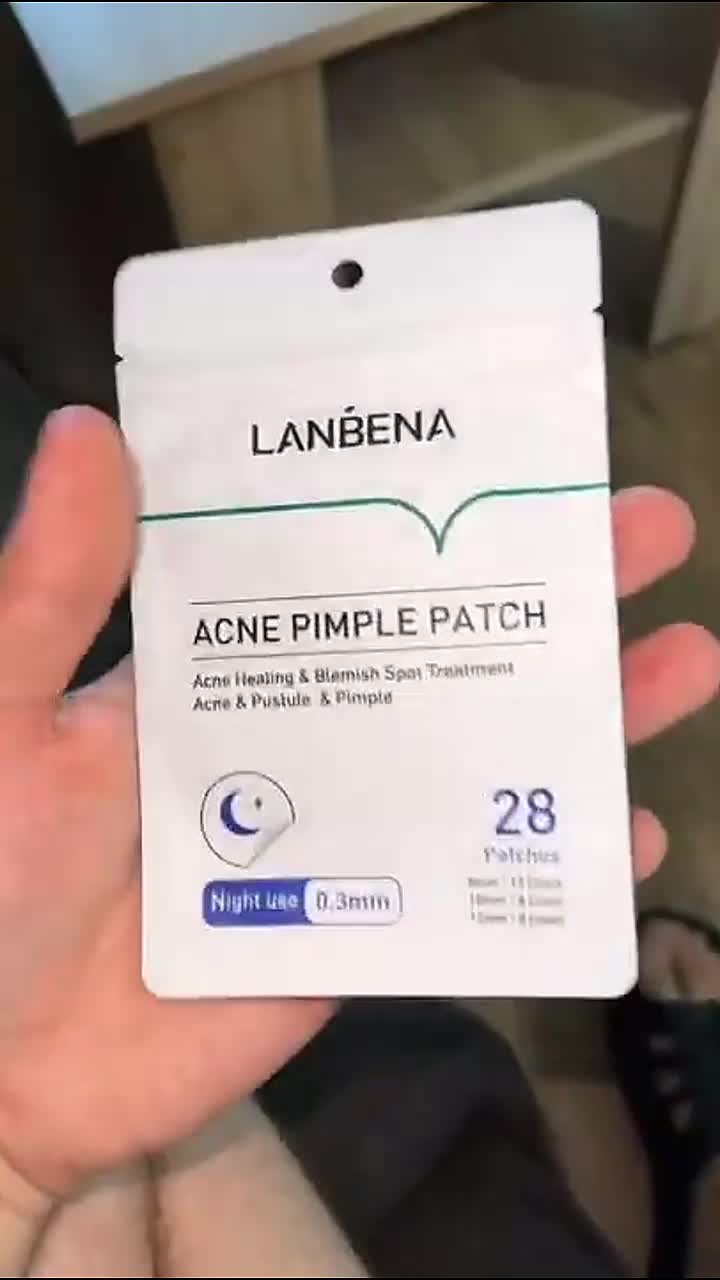 LANBENA
ACNE PIMPLE PATCH
Acne Healing & Blemish Spot Treatment
Acne & Pustule & Pimple
28
Patches
Night use 0.3mm